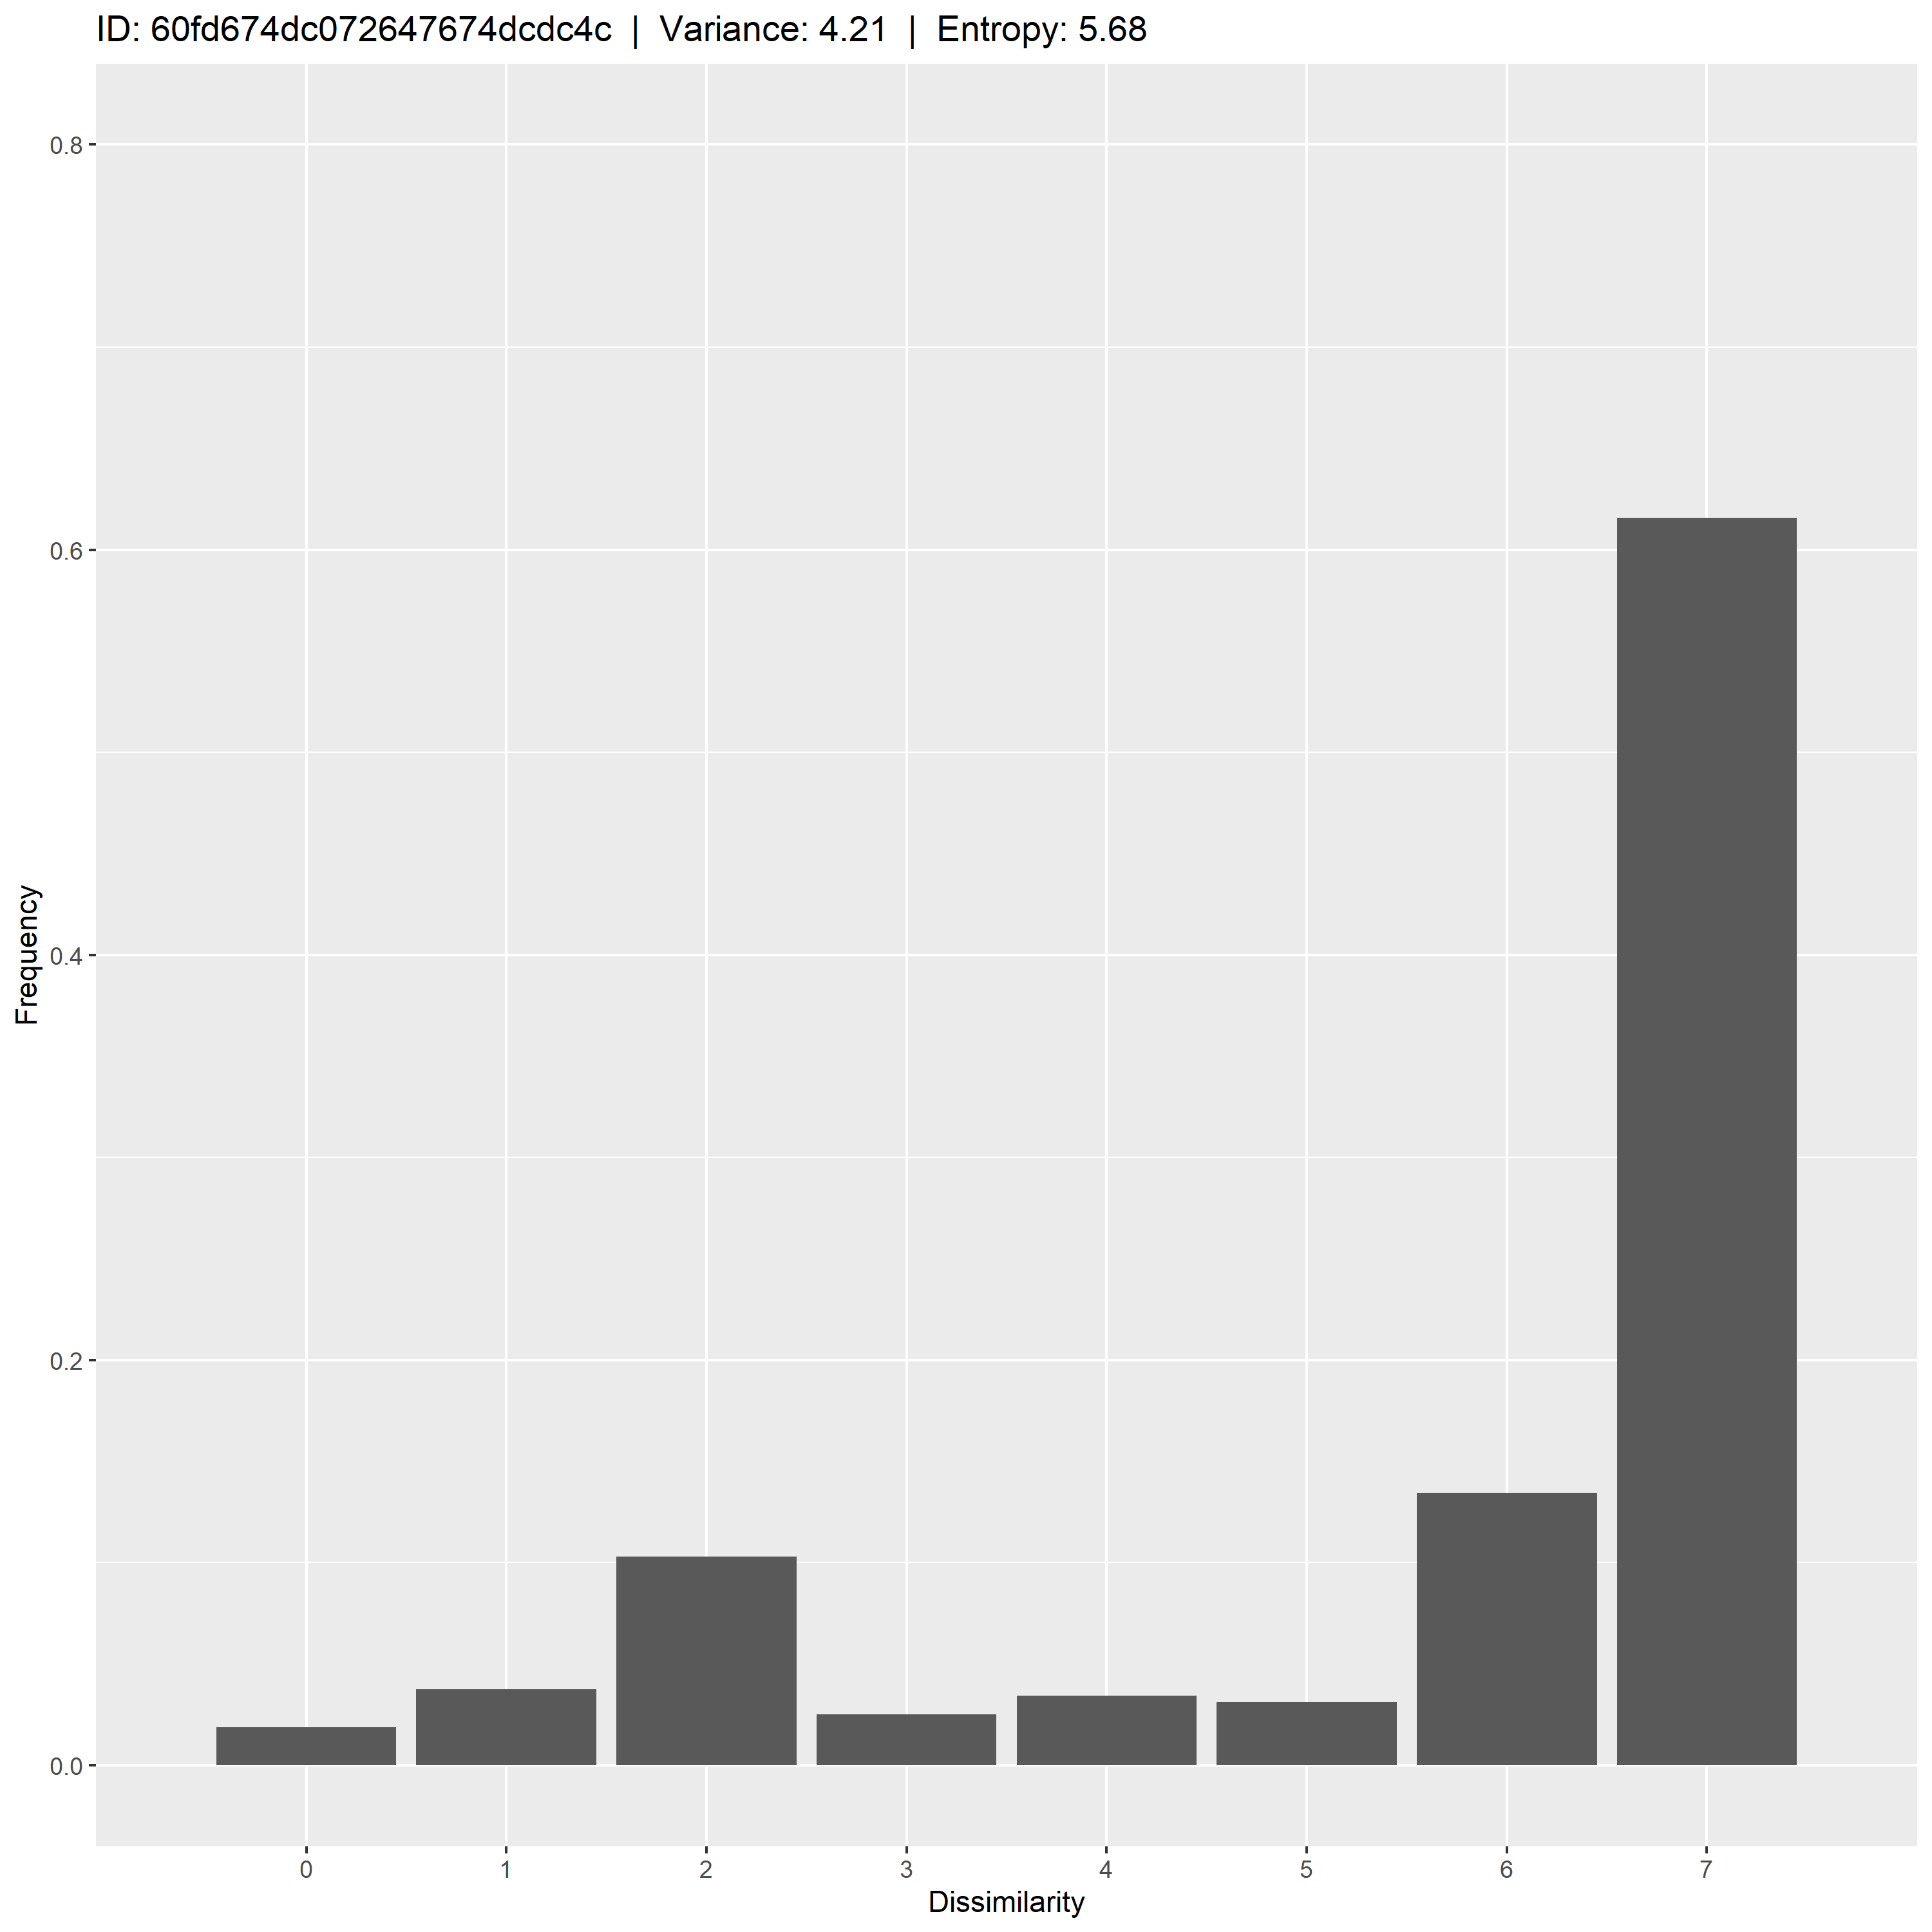 ID: 60fd674dc072647674dcdc4c | Variance: 4.21 | Entropy: 5.68
0.8
0.6
0.4
0.2
0.0
Frequency
0 1 2 3 4 5 6 7
Dissimilarity